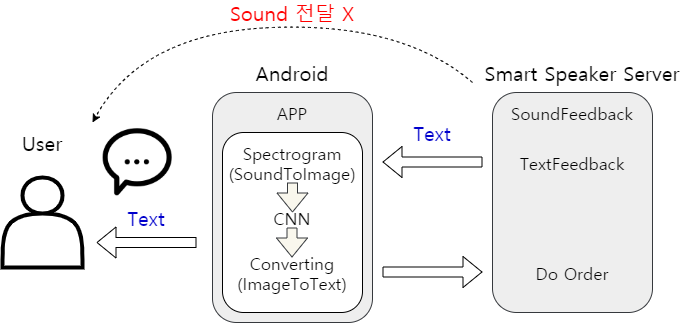 Sound 전달 X
Android
Smart Speaker Server
User
APP
Spectrogram
(SoundToImage)
CNN
Converting
(ImageToText)
Text
Text
SoundFeedback
TextFeedback
Do Order